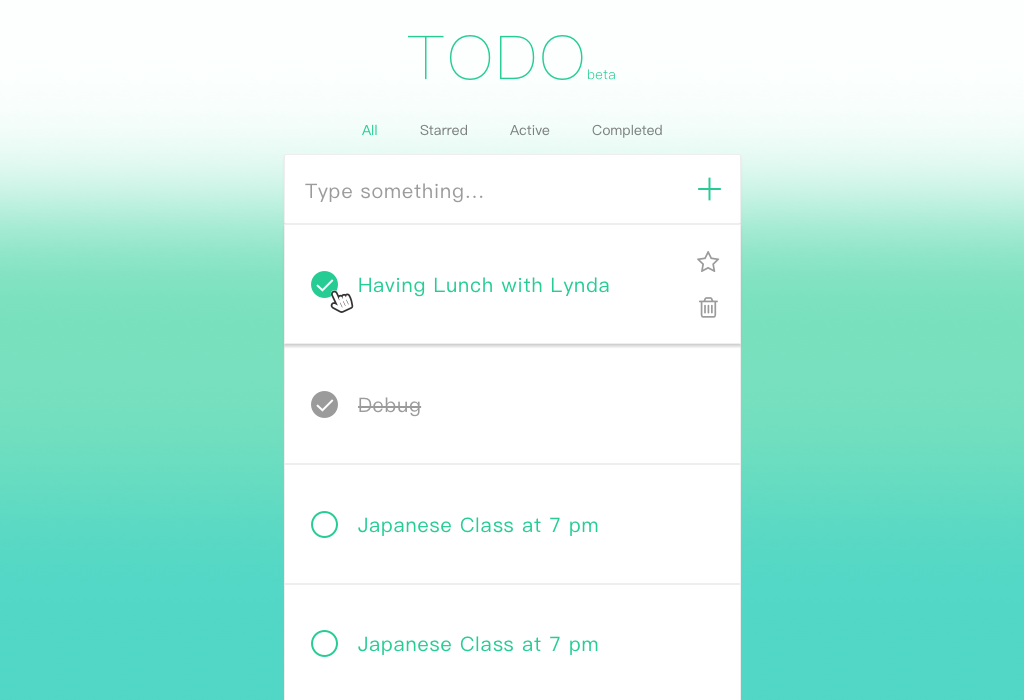 TODO beta
All Starred Active Completed
Type something...
Having Lunch with Lynda
Debug
Japanese Class at 7 pm
Japanese Class at 7 pm